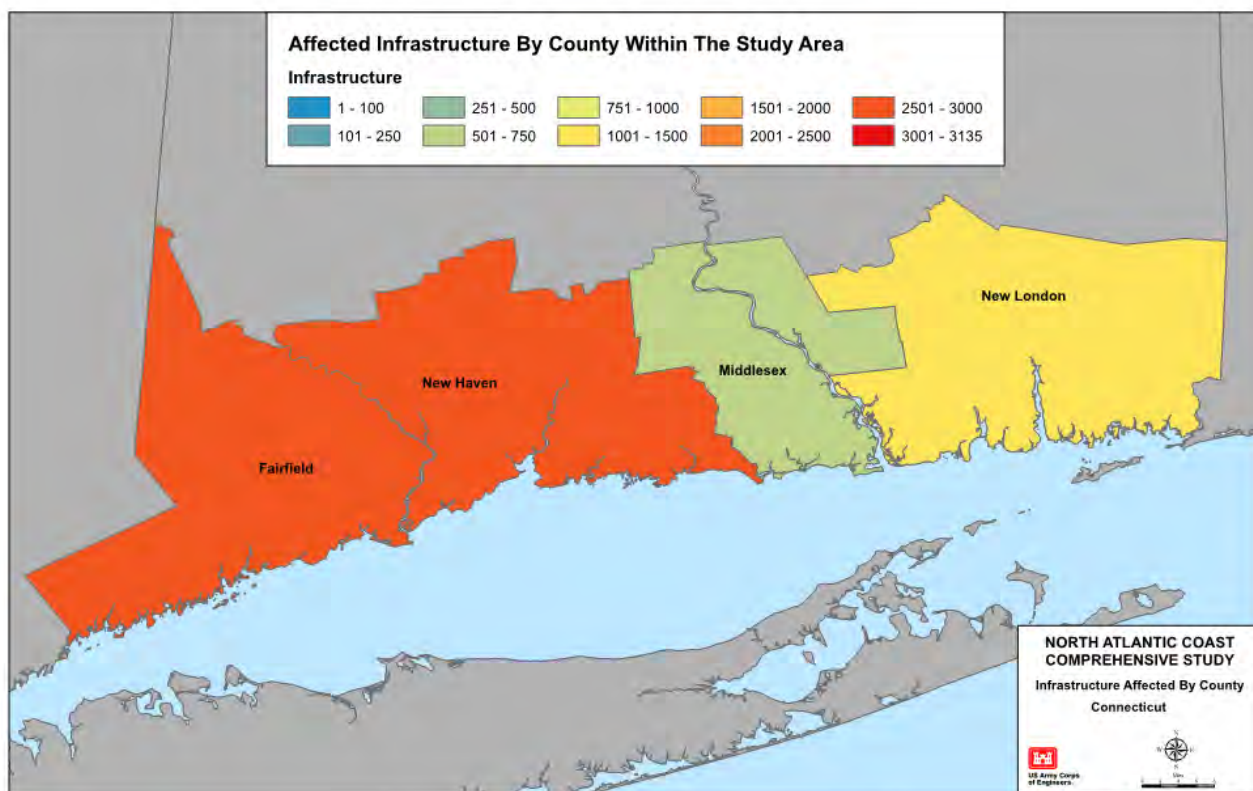 Affected Infrastructure By County Within The Study Area
Infrastructure
1 - 100
251 - 500
751 - 1000
1501 - 2000
2501 - 3000
101 - 250
501 - 750
1001 - 1500
2001 - 2500
3001 - 3135
New London
Middlesex
New Haven
Fairfield
NORTH ATLANTIC COAST
COMPREHENSIVE STUDY
Infrastructure Affected By County
Connecticut
N
W
E
S
Miles
US Army Corps
of Engineers